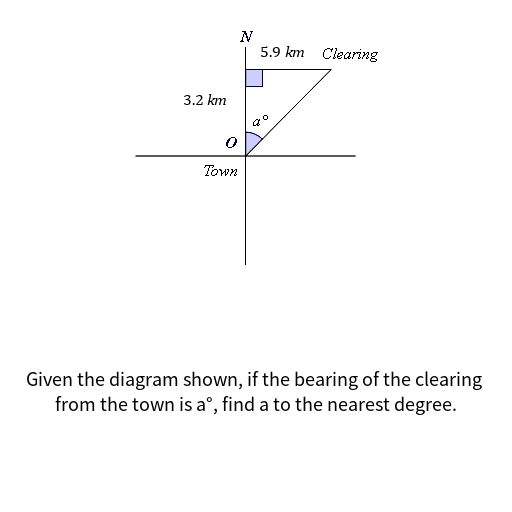 N
5.9 km
Clearing
3.2 km
a°
O
Town
Given the diagram shown, if the bearing of the clearing
from the town is a°, find a to the nearest degree.